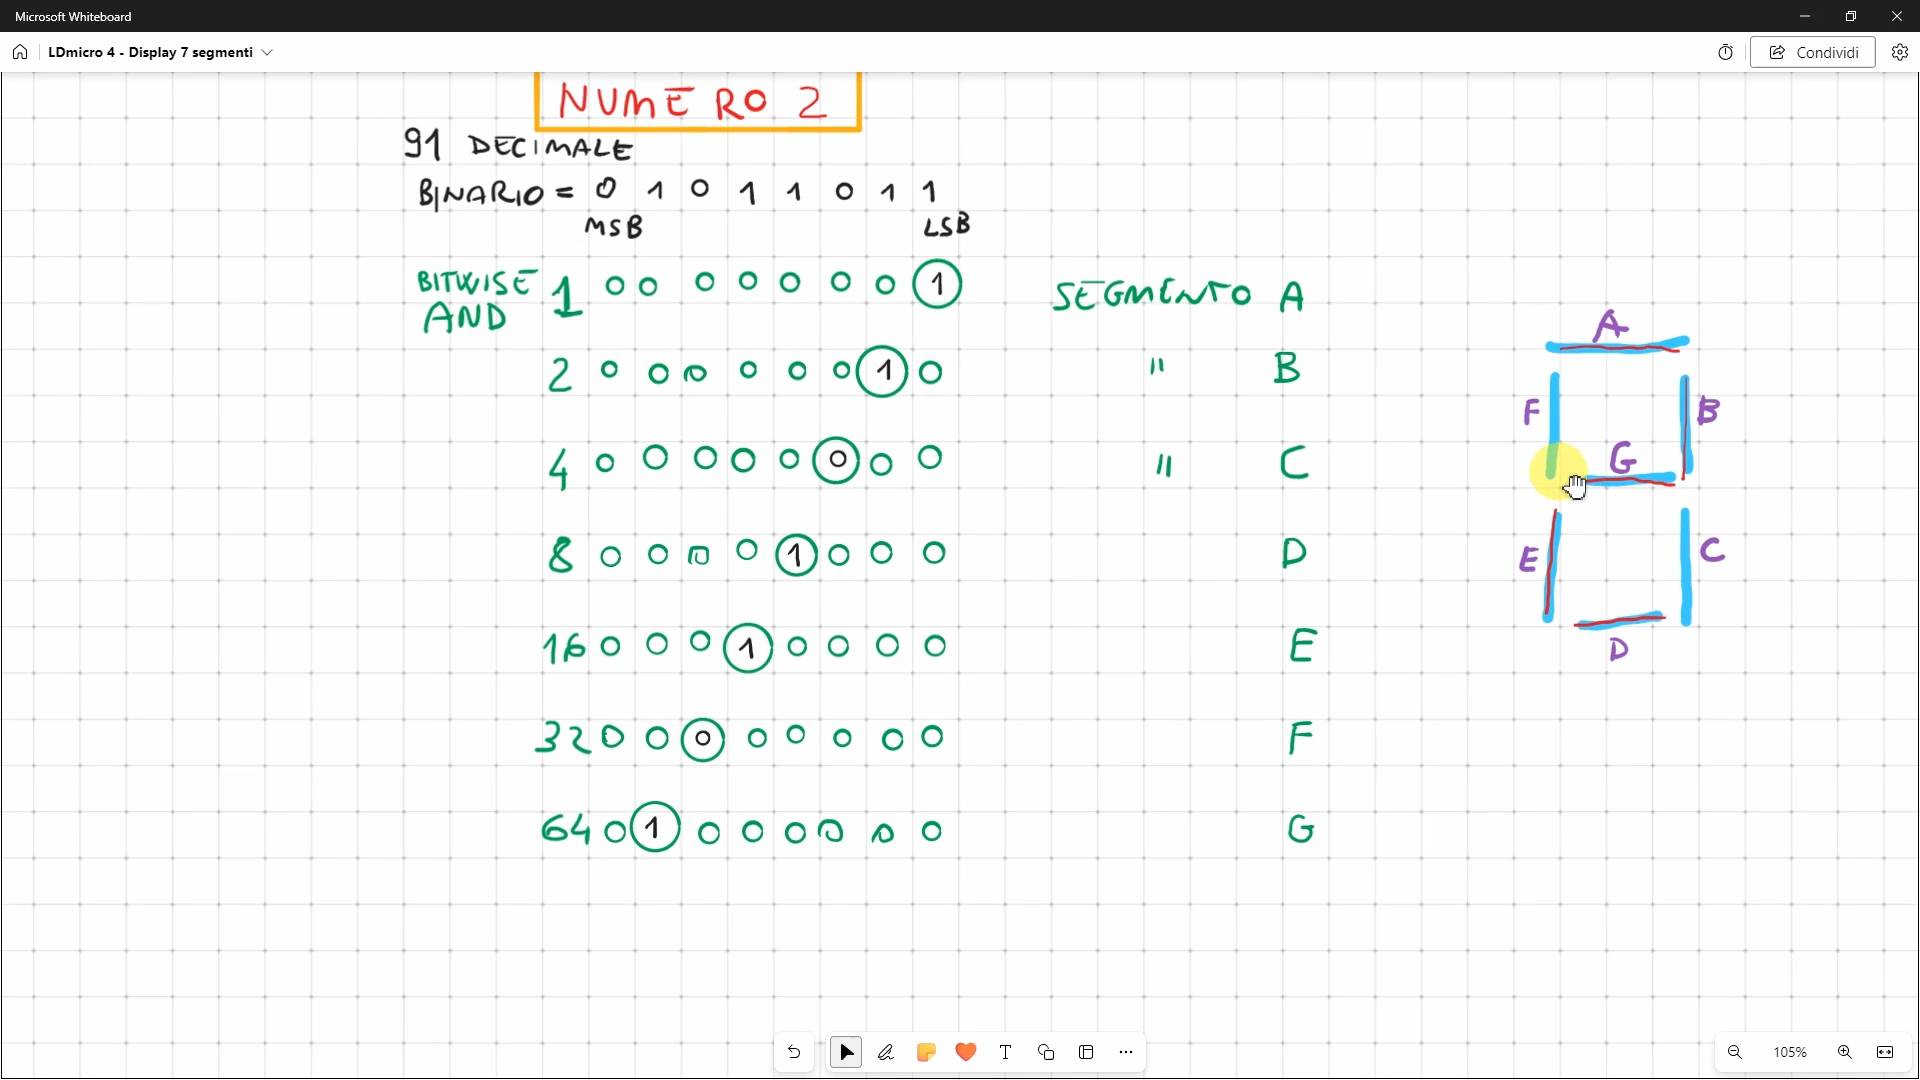 Microsoft Whiteboard
LDmicro 4 - Display 7 segmenti
Condividi
NUMERO 2
91 DECIMALE
BINARIO = 0 1 0 1 1 0 1 1
MSB LSB
BITWISE AND 1 0 0 0 0 0 0 0 1 SEGMENTO A
2 0 0 0 0 0 0 1 0 " B
4 0 0 0 0 0 0 0 0 " C
8 0 0 0 0 1 0 0 0 D
16 0 0 0 1 0 0 0 0 E
32 0 0 0 0 0 0 0 0 F
64 0 1 0 0 0 0 0 0 G
A
F B
G
E C
D
105%